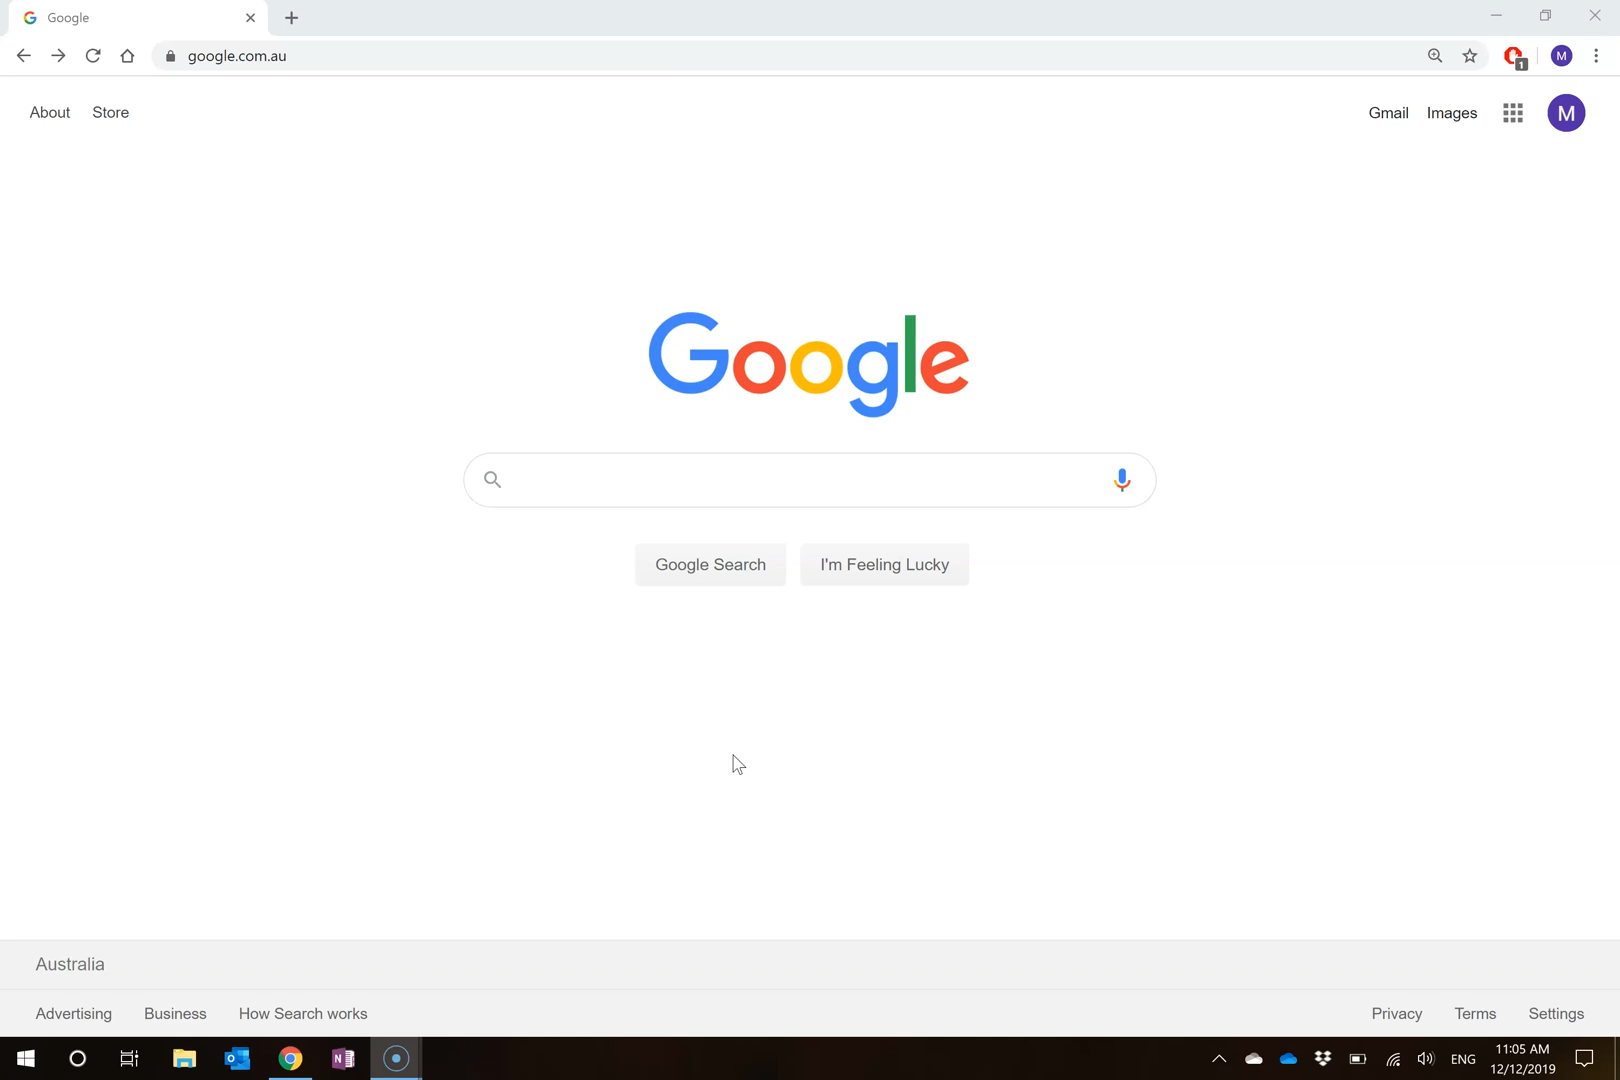 Google
google.com.au
1
M
About Store
Gmail Images
M
Google
Google Search I'm Feeling Lucky
Australia
Advertising Business How Search works
Privacy Terms Settings
ENG
11:05 AM
12/12/2019